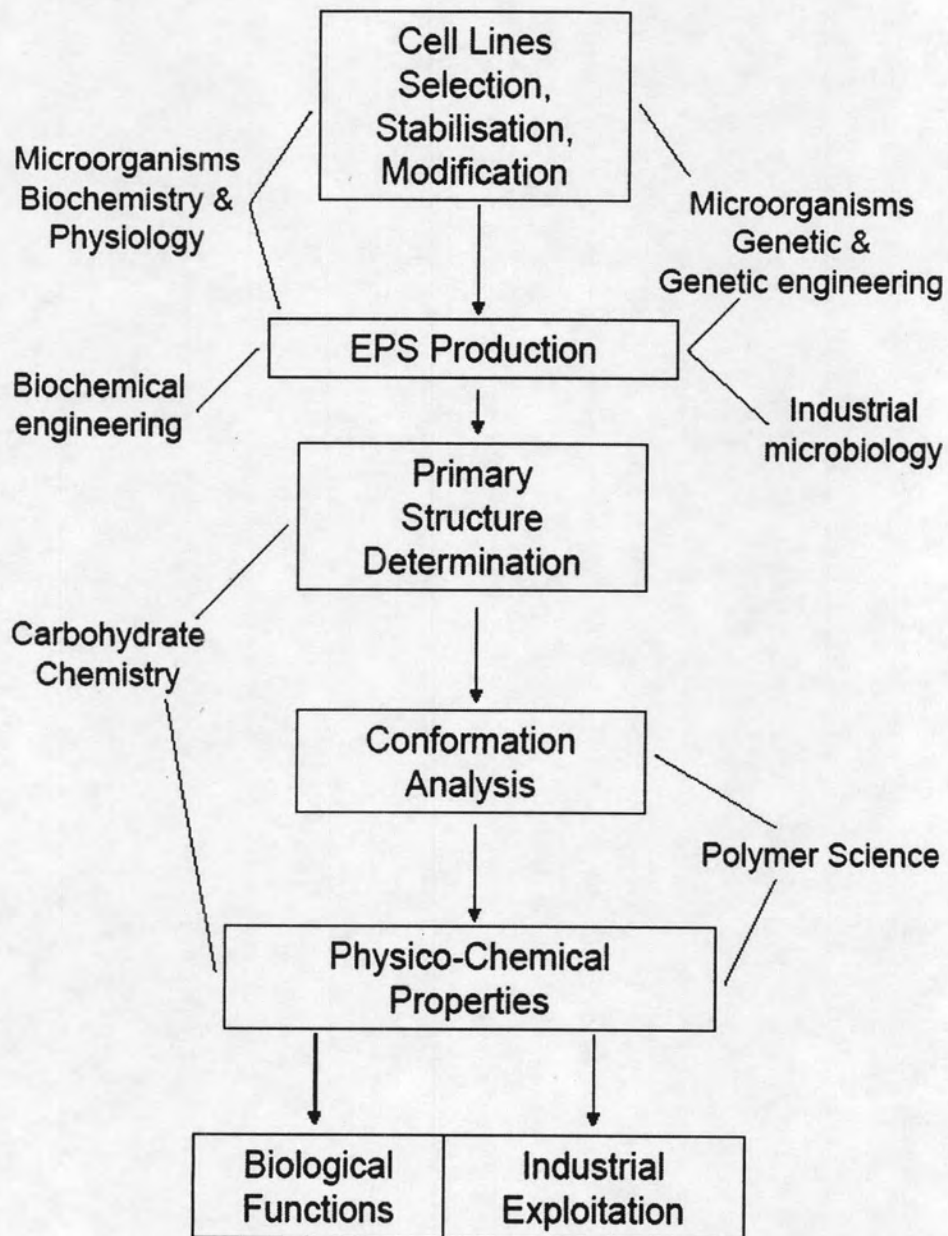 Cell Lines
Selection,
Stabilisation,
Modification
Microorganisms
Biochemistry &
Physiology
Microorganisms
Genetic &
Genetic engineering
EPS Production
Biochemical
engineering
Industrial
microbiology
Primary
Structure
Determination
Carbohydrate
Chemistry
Conformation
Analysis
Polymer Science
Physico-Chemical
Properties
Biological
Functions
Industrial
Exploitation